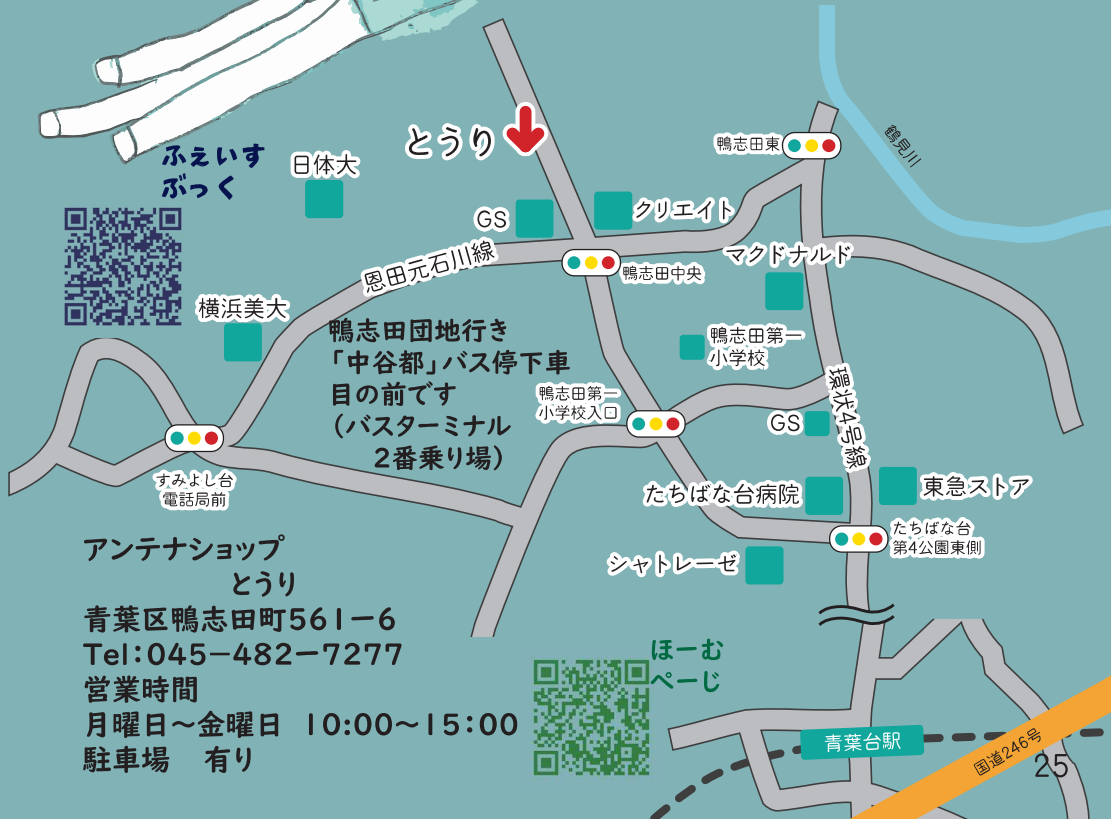 ふぇいす
ぶっく
日体大
とうり
鴨志田東
鶴見川
GS
クリエイト
恩田元石川線
鴨志田中央
マクドナルド
横浜美大
鴨志田団地行き
「中谷都」バス停下車
目の前です
(バスターミナル
2番乗り場)
鴨志田第一
小学校
鴨志田第一
小学校入口
環状4号線
GS
すみよし台
電話局前
たちばな台病院
東急ストア
たちばな台
第4公園東側
シャトレーゼ
アンテナショップ
とうり
青葉区鴨志田町561ー6
Tel:045ー482ー7277
営業時間
月曜日～金曜日 10:00～15:00
駐車場 有り
ほーむ
ぺーじ
青葉台駅
国道246号
25